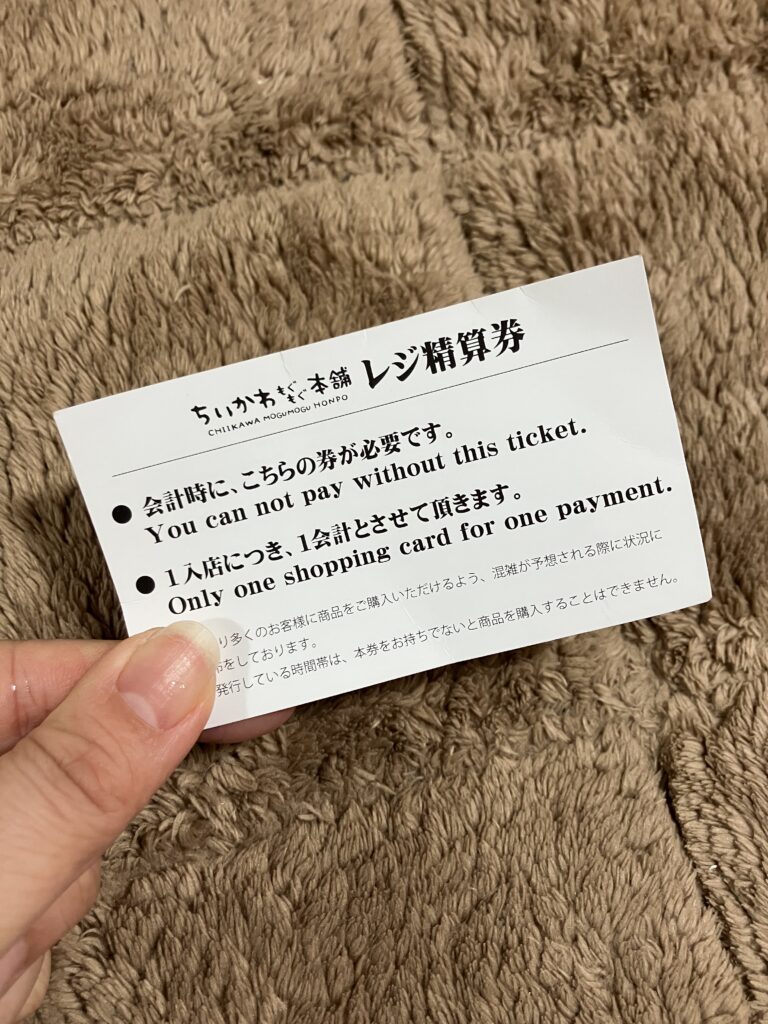 ちいかわもぐもぐ本舗 レジ精算券
CHIIKAWA MOGUMOGU HONPO
● 会計時に、こちらの券が必要です。
You can not pay without this ticket.
● 1入店につき、1会計とさせて頂きます。
Only one shopping card for one payment.
り多くのお客様に商品をご購入いただけるよう、混雑が予想される際に状況に
をしております。
発行している時間帯は、本券をお持ちでないと商品を購入することはできません。